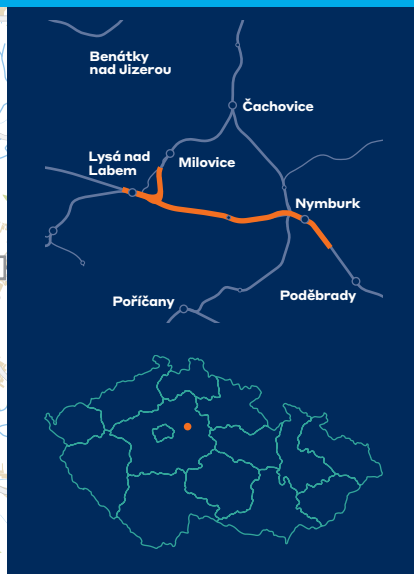 Benátky
nad Jizerou
Čachovice
Lysá nad
Labem
Milovice
Nymburk
Poříčany
Poděbrady